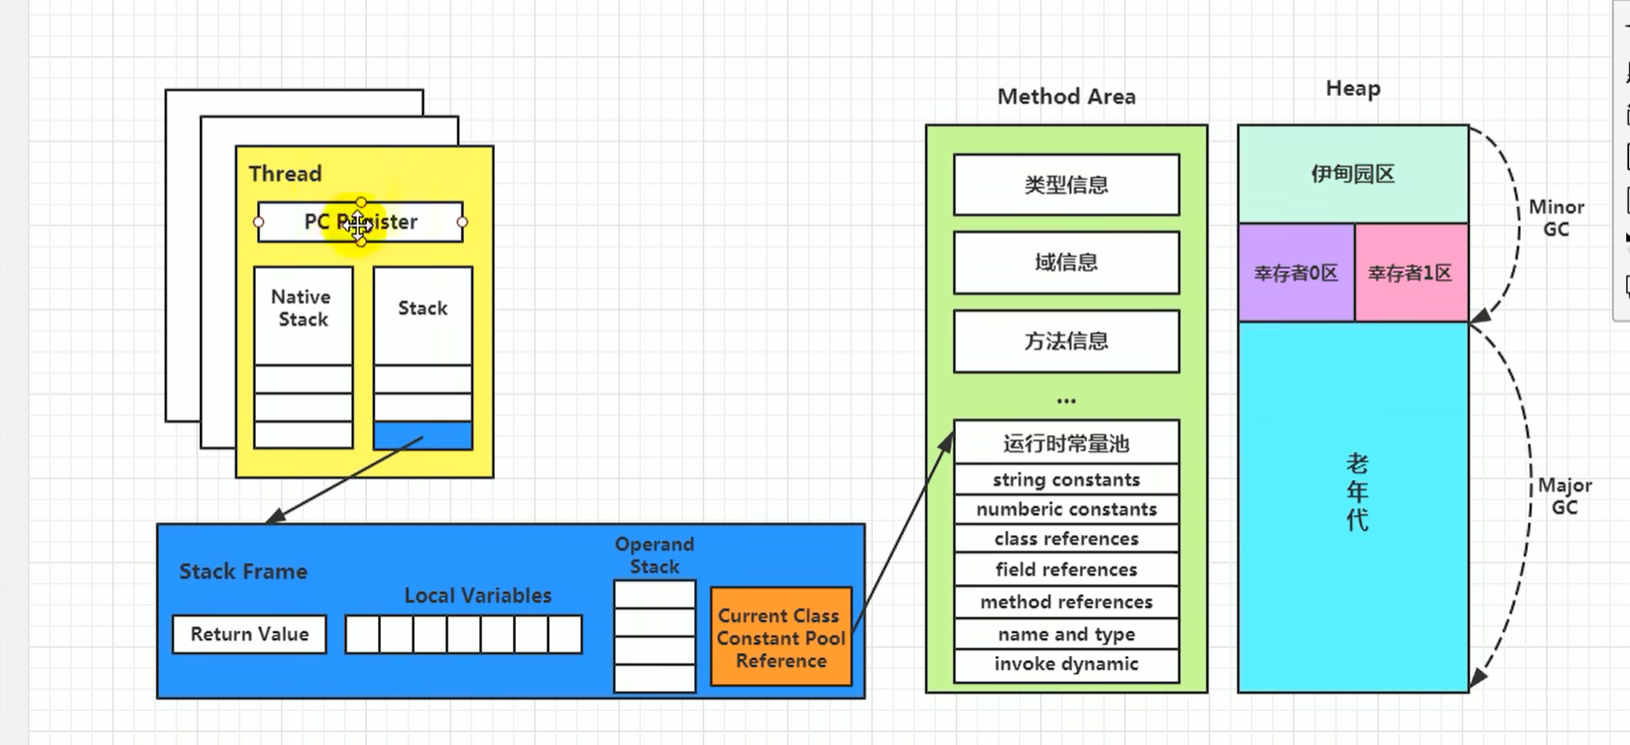 Thread
PC Register
Native
Stack
Stack
Stack Frame
Return Value
Local Variables
Operand
Stack
Current Class
Constant Pool
Reference
Method Area
类型信息
域信息
方法信息
...
运行时常量池
string constants
numberic constants
class references
field references
method references
name and type
invoke dynamic
Heap
伊甸园区
幸存者0区
幸存者1区
老
年
代
Minor
GC
Major
GC